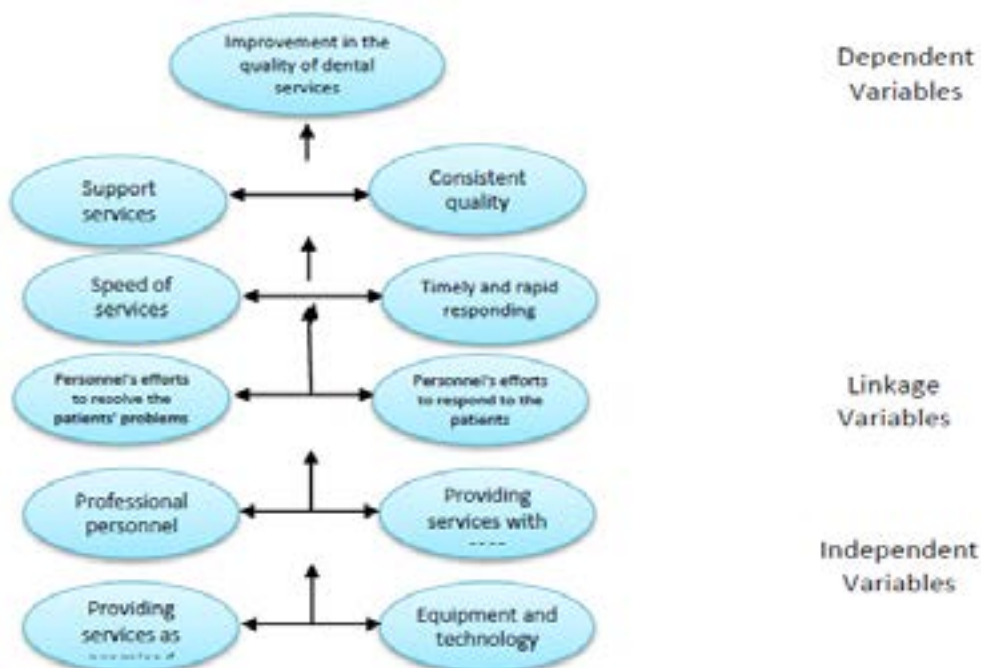 Improvement in the
quality of dental
services
Dependent
Variables
Support
services
Consistent
quality
Speed of
services
Timely and rapid
responding
Personnel's efforts
to resolve the
patients' problems
Personnel's efforts
to respond to the
patients
Linkage
Variables
Professional
personnel
Providing
services with
Independent
Variables
Providing
services as
Equipment and
technology